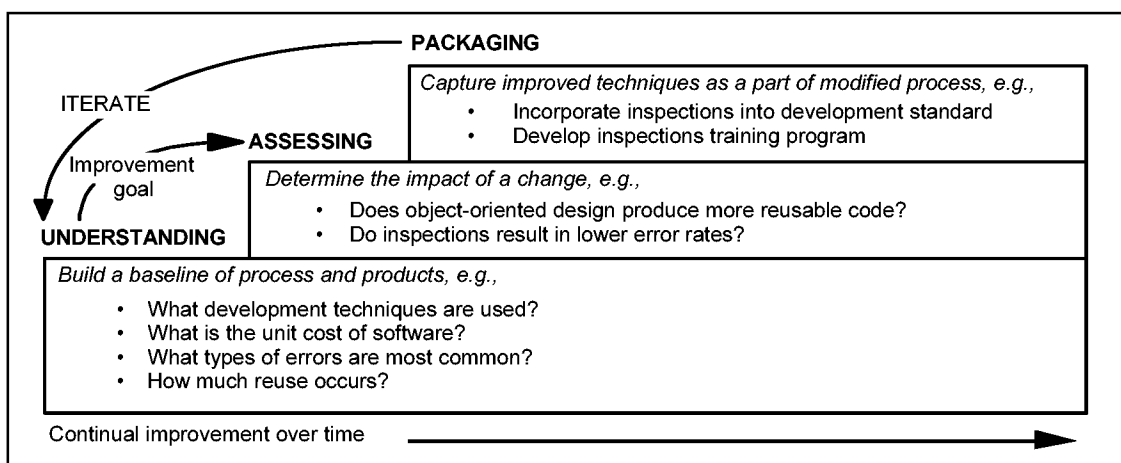 PACKAGING
Capture improved techniques as a part of modified process, e.g.,
• Incorporate inspections into development standard
• Develop inspections training program
ITERATE
ASSESSING
Improvement
goal
Determine the impact of a change, e.g.,
• Does object-oriented design produce more reusable code?
• Do inspections result in lower error rates?
UNDERSTANDING
Build a baseline of process and products, e.g.,
• What development techniques are used?
• What is the unit cost of software?
• What types of errors are most common?
• How much reuse occurs?
Continual improvement over time